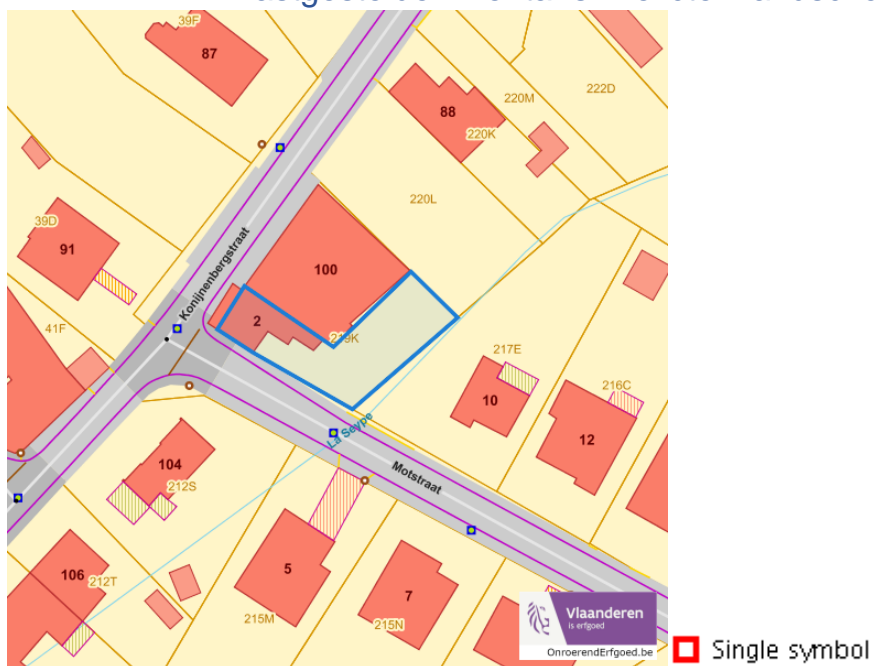 39F
87
88
220K
220M
222D
220L
39D
91
Konijnenbergstraat
100
2
219K
41F
217E
10
216C
12
La Seype
Motstraat
104
212S
106
212T
5
215M
7
215N
Vlaanderen
is erfgoed
OnroerendErfgoed.be
Single symbol